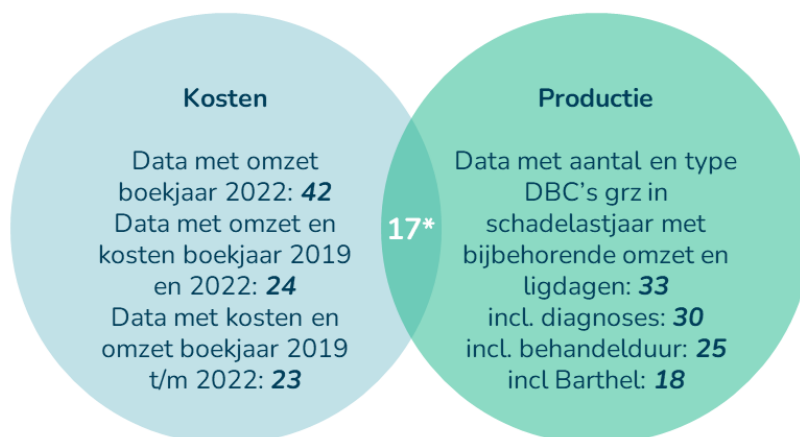 Kosten
Data met omzet
boekjaar 2022: 42
Data met omzet en
kosten boekjaar 2019
en 2022: 24
Data met kosten en
omzet boekjaar 2019
t/m 2022: 23
17*
Productie
Data met aantal en type
DBC's grz in
schadelastjaar met
bijbehorende omzet en
ligdagen: 33
incl. diagnoses: 30
incl. behandelduur: 25
incl Barthel: 18